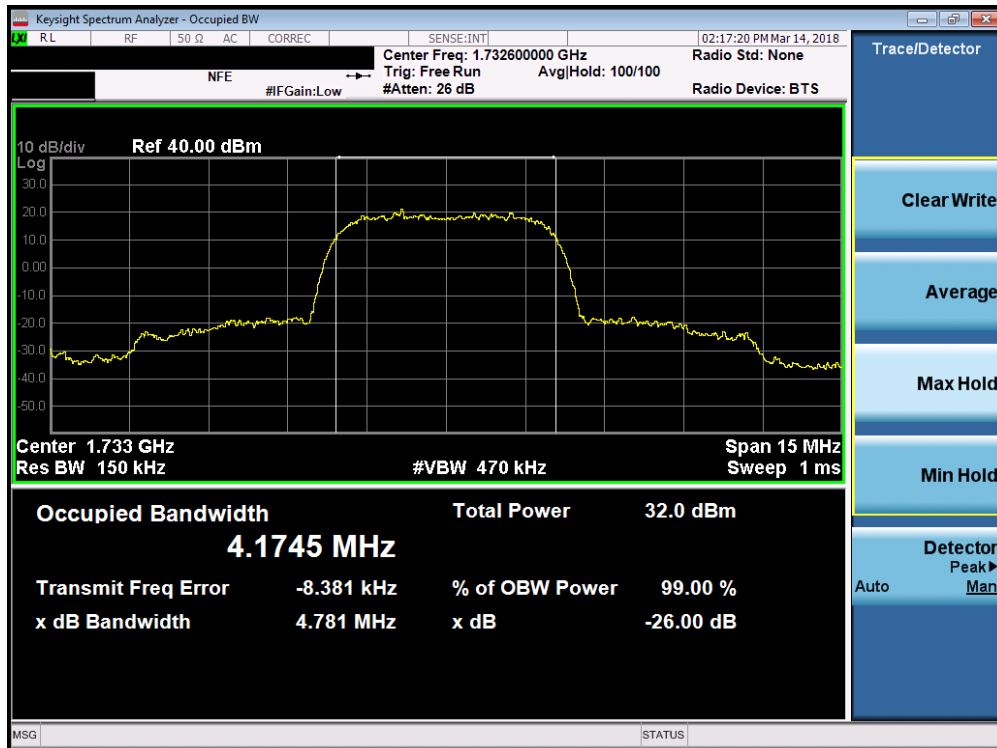 Keysight Spectrum Analyzer - Occupied BW
LXI RL RF 50 Ω AC CORREC SENSE:INT 02:17:20 PM Mar 14, 2018
NFE
#IFGain:Low
Center Freq: 1.732600000 GHz
Trig: Free Run Avg|Hold: 100/100
#Atten: 26 dB
Radio Std: None
Radio Device: BTS
10 dB/div Ref 40.00 dBm
Log
30.0
20.0
10.0
0.00
-10.0
-20.0
-30.0
-40.0
-50.0
Center 1.733 GHz Span 15 MHz
Res BW 150 kHz #VBW 470 kHz Sweep 1 ms
Occupied Bandwidth Total Power 32.0 dBm
4.1745 MHz
Transmit Freq Error -8.381 kHz % of OBW Power 99.00 %
x dB Bandwidth 4.781 MHz x dB -26.00 dB
MSG STATUS
Trace/Detector
Clear Write
Average
Max Hold
Min Hold
Detector
Peak
Auto Man